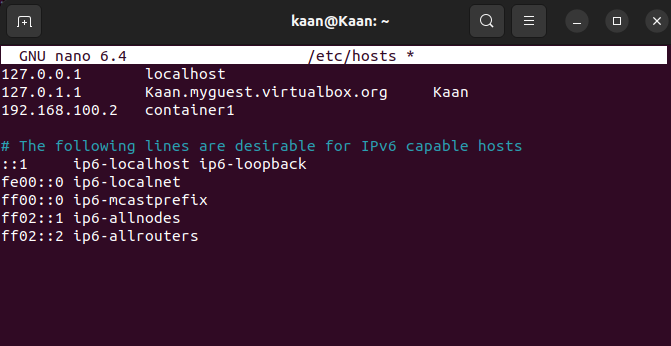 kaan@Kaan: ~
GNU nano 6.4 /etc/hosts *
127.0.0.1 localhost
127.0.1.1 Kaan.myguest.virtualbox.org Kaan
192.168.100.2 container1
# The following lines are desirable for IPv6 capable hosts
::1 ip6-localhost ip6-loopback
fe00::0 ip6-localnet
ff00::0 ip6-mcastprefix
ff02::1 ip6-allnodes
ff02::2 ip6-allrouters